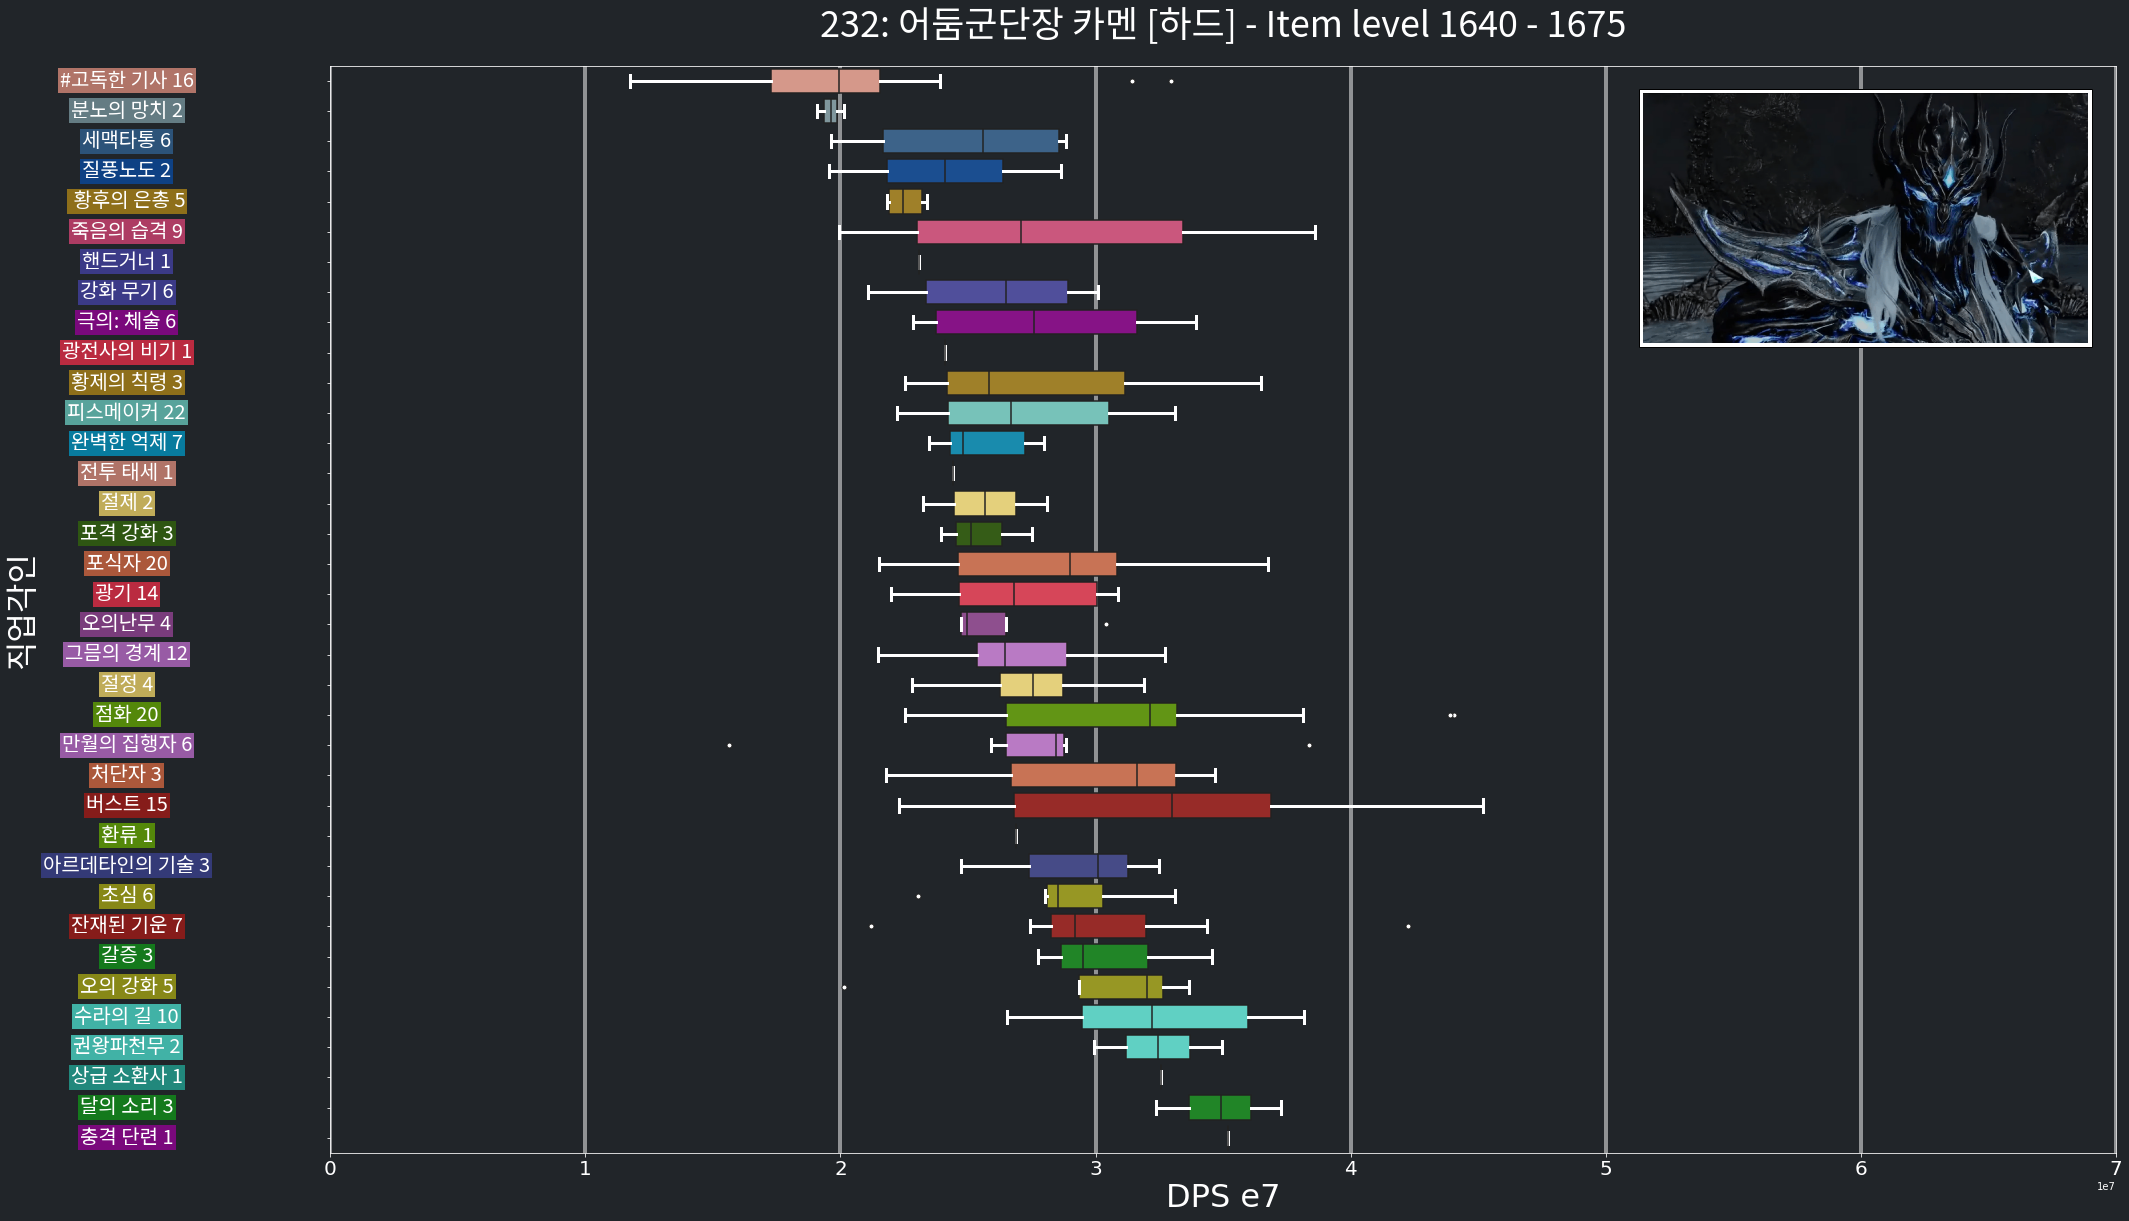 232: 어둠군단장 카멘 [하드] - Item level 1640 - 1675
#고독한 기사 16
분노의 망치 2
세맥타통 6
질풍노도 2
황후의 은총 5
죽음의 습격 9
핸드거너 1
강화 무기 6
극의: 체술 6
광전사의 비기 1
황제의 칙령 3
피스메이커 22
완벽한 억제 7
전투 태세 1
절제 2
포격 강화 3
포식자 20
광기 14
오의난무 4
그믐의 경계 12
절정 4
점화 20
만월의 집행자 6
처단자 3
버스트 15
환류 1
아르데타인의 기술 3
초심 6
잔재된 기운 7
갈증 3
오의 강화 5
수라의 길 10
권왕파천무 2
상급 소환사 1
달의 소리 3
충격 단련 1
직업각인
0 1 2 3 4 5 6 7
1e7
DPS e7